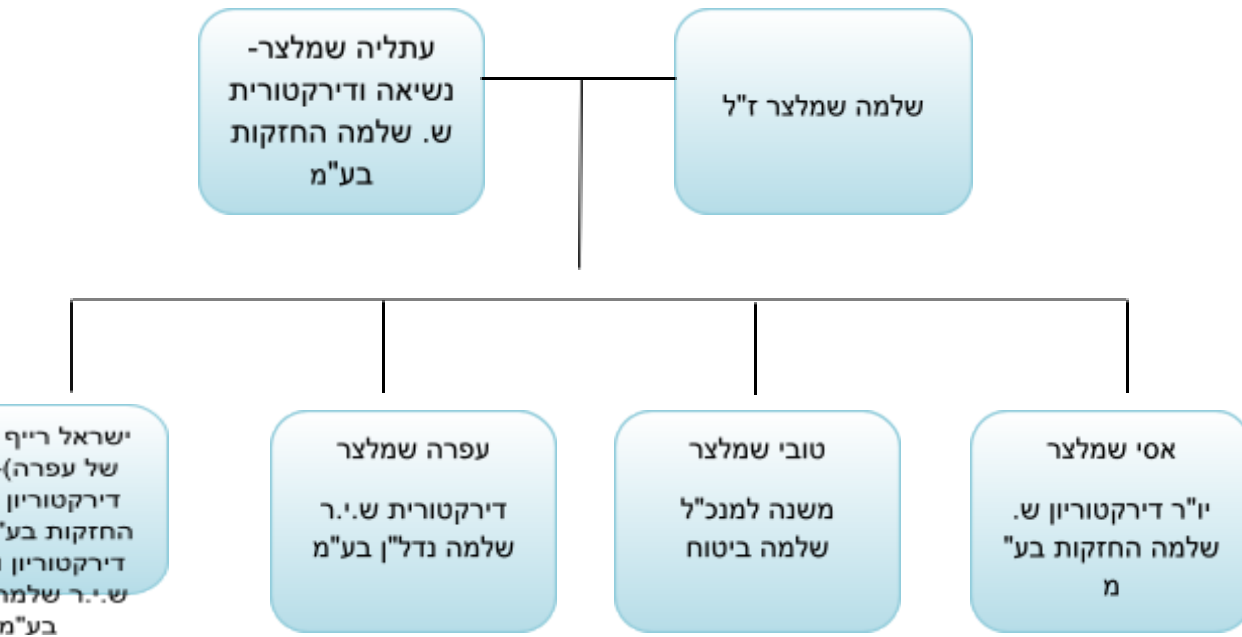 שלמה שמלצר ז"ל
עתליה שמלצר-
נשיאה ודירקטורית
ש. שלמה החזקות
בע"מ
אסי שמלצר
יו"ר דירקטוריון ש.
שלמה החזקות בע"
מ
טובי שמלצר
משנה למנכ"ל
שלמה ביטוח
עפרה שמלצר
דירקטורית ש.י.ר
שלמה נדל"ן בע"מ
ישראל רייף
של עפרה)
דירקטוריון
החזקות בע"
דירקטוריון
ש.י.ר שלמה
בע"מ